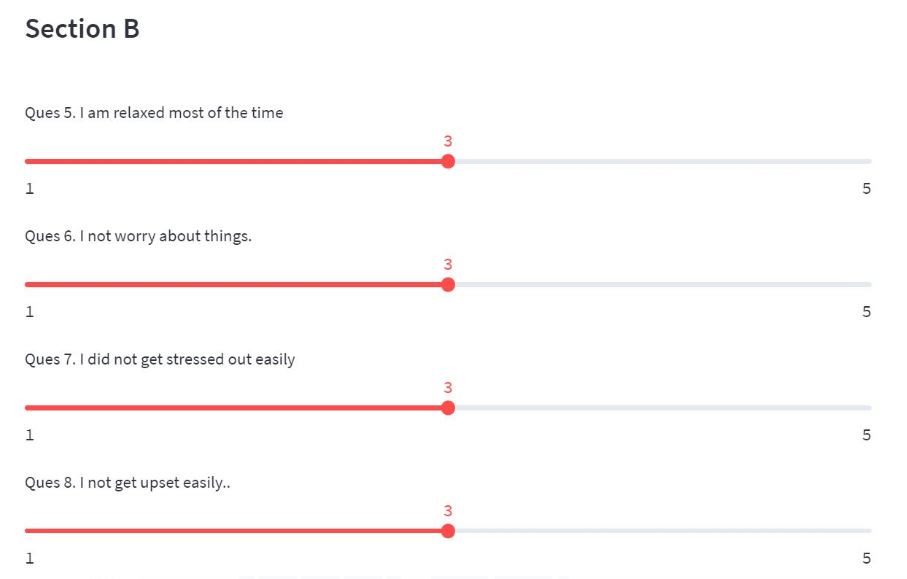 Section B
Ques 5. I am relaxed most of the time
3
1 5
Ques 6. I not worry about things.
3
1 5
Ques 7. I did not get stressed out easily
3
1 5
Ques 8. I not get upset easily..
3
1 5